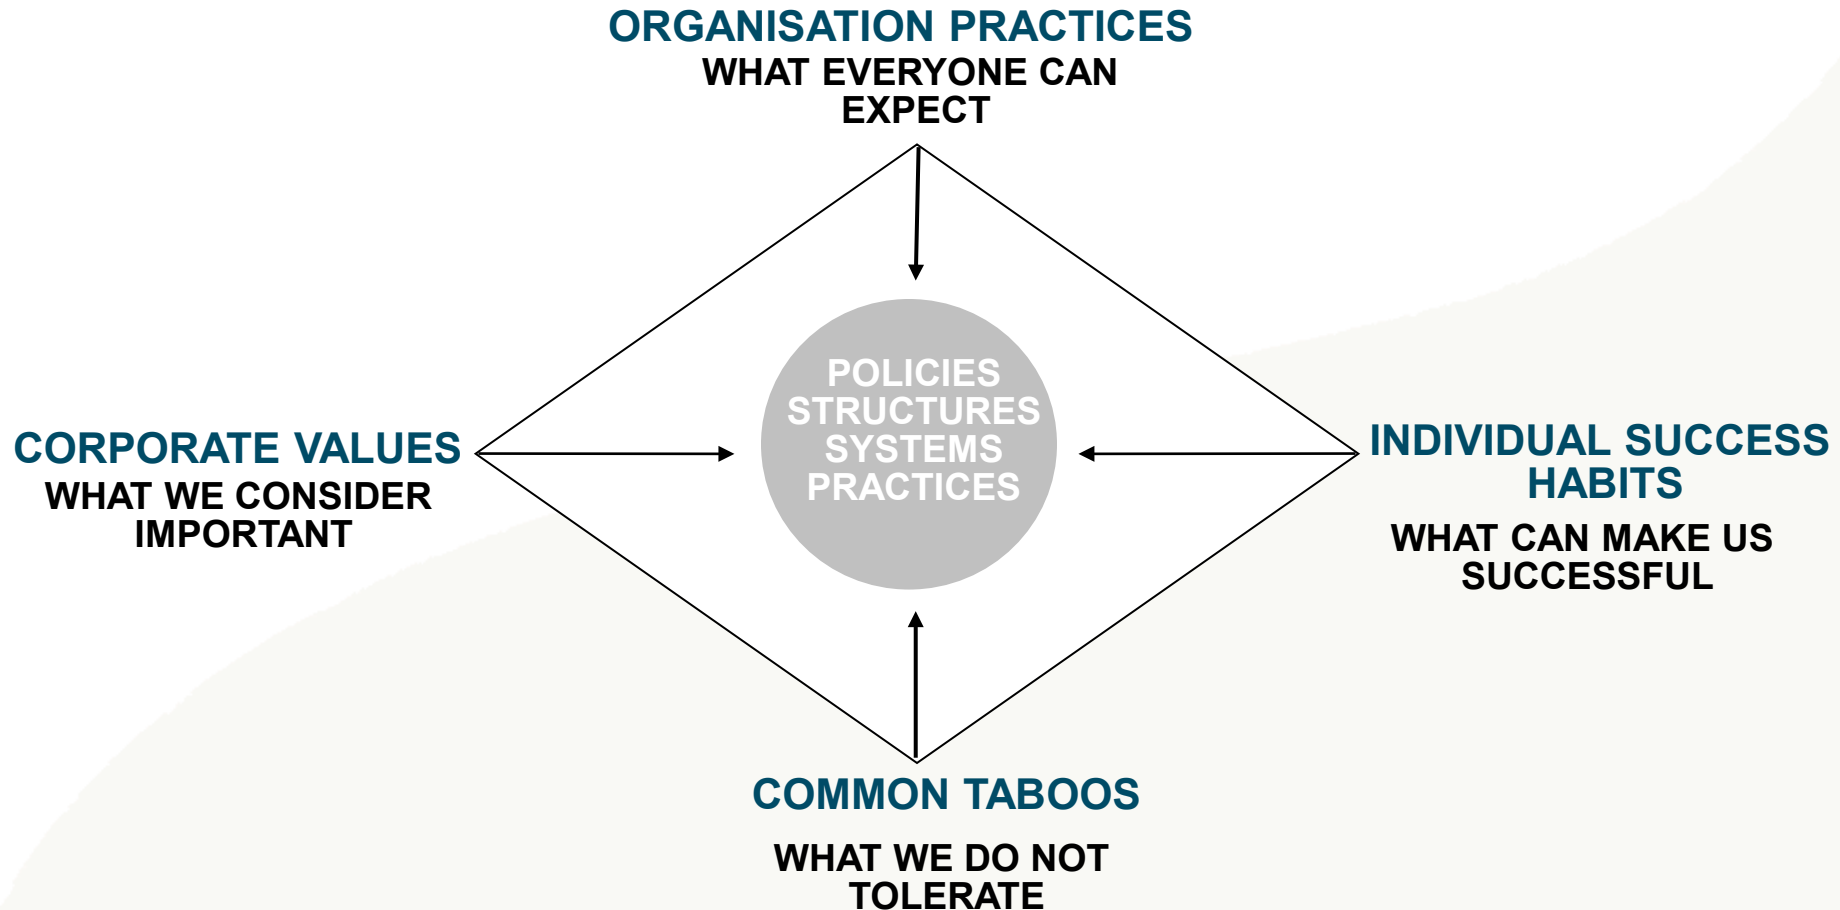 ORGANISATION PRACTICES
WHAT EVERYONE CAN
EXPECT
POLICIES
STRUCTURES
SYSTEMS
PRACTICES
CORPORATE VALUES
WHAT WE CONSIDER
IMPORTANT
INDIVIDUAL SUCCESS
HABITS
WHAT CAN MAKE US
SUCCESSFUL
COMMON TABOOS
WHAT WE DO NOT
TOLERATE